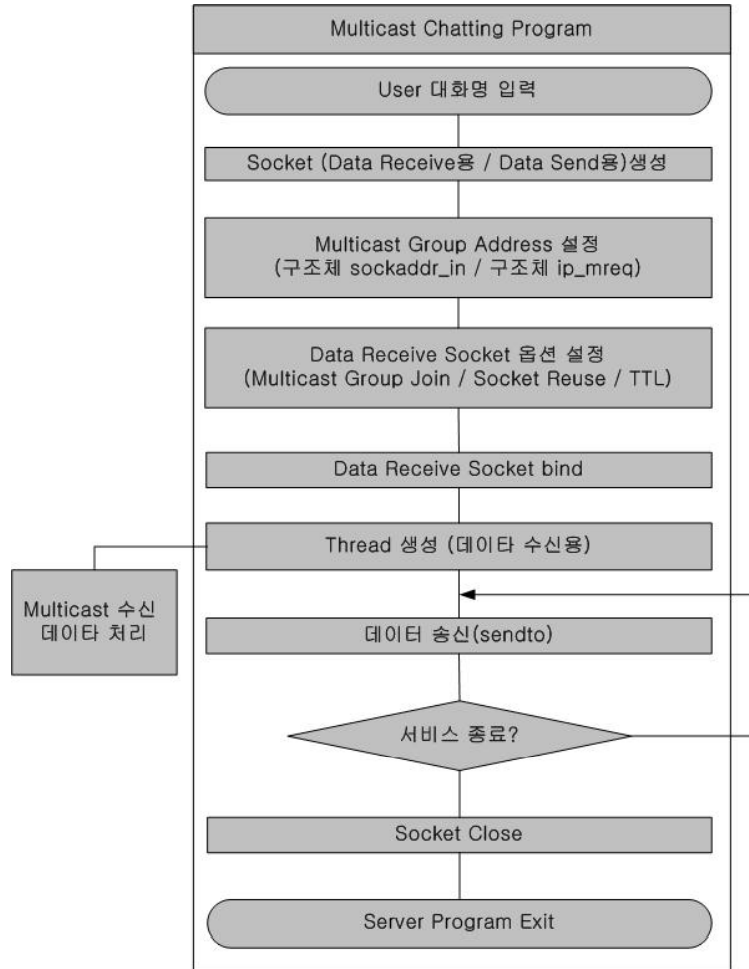 Multicast Chatting Program
User 대화명 입력
Socket (Data Receive용 / Data Send용)생성
Multicast Group Address 설정
(구조체 sockaddr_in / 구조체 ip_mreq)
Data Receive Socket 옵션 설정
(Multicast Group Join / Socket Reuse / TTL)
Data Receive Socket bind
Thread 생성 (데이타 수신용)
Multicast 수신
데이타 처리
데이터 송신(sendto)
서비스 종료?
Socket Close
Server Program Exit